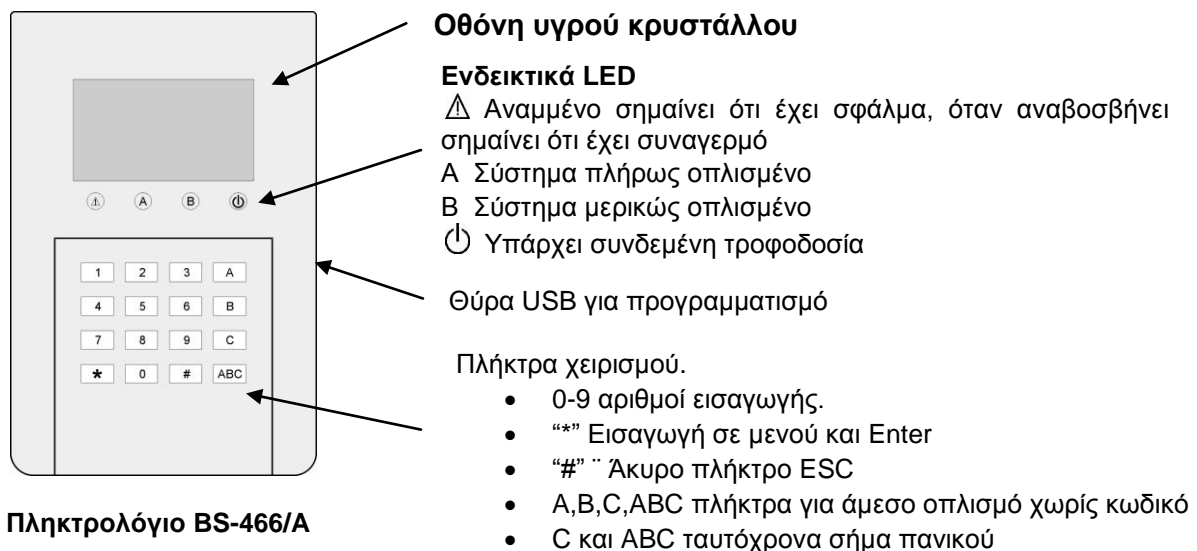 Οθόνη υγρού κρυστάλλου
Ενδεικτικά LED
⚠ Αναμμένο σημαίνει ότι έχει σφάλμα, όταν αναβοσβήνει
σημαίνει ότι έχει συναγερμό
Α Σύστημα πλήρως οπλισμένο
Β Σύστημα μερικώς οπλισμένο
⏻ Υπάρχει συνδεμένη τροφοδοσία
A B
Θύρα USB για προγραμματισμό
1 2 3 A
4 5 6 B
7 8 9 C
* 0 # ABC
Πλήκτρα χειρισμού.
• 0-9 αριθμοί εισαγωγής.
• “*” Εισαγωγή σε μενού και Enter
• “#” ¨ Άκυρο πλήκτρο ESC
• A,B,C,ABC πλήκτρα για άμεσο οπλισμό χωρίς κωδικό
• C και ABC ταυτόχρονα σήμα πανικού
Πληκτρολόγιο BS-466/A